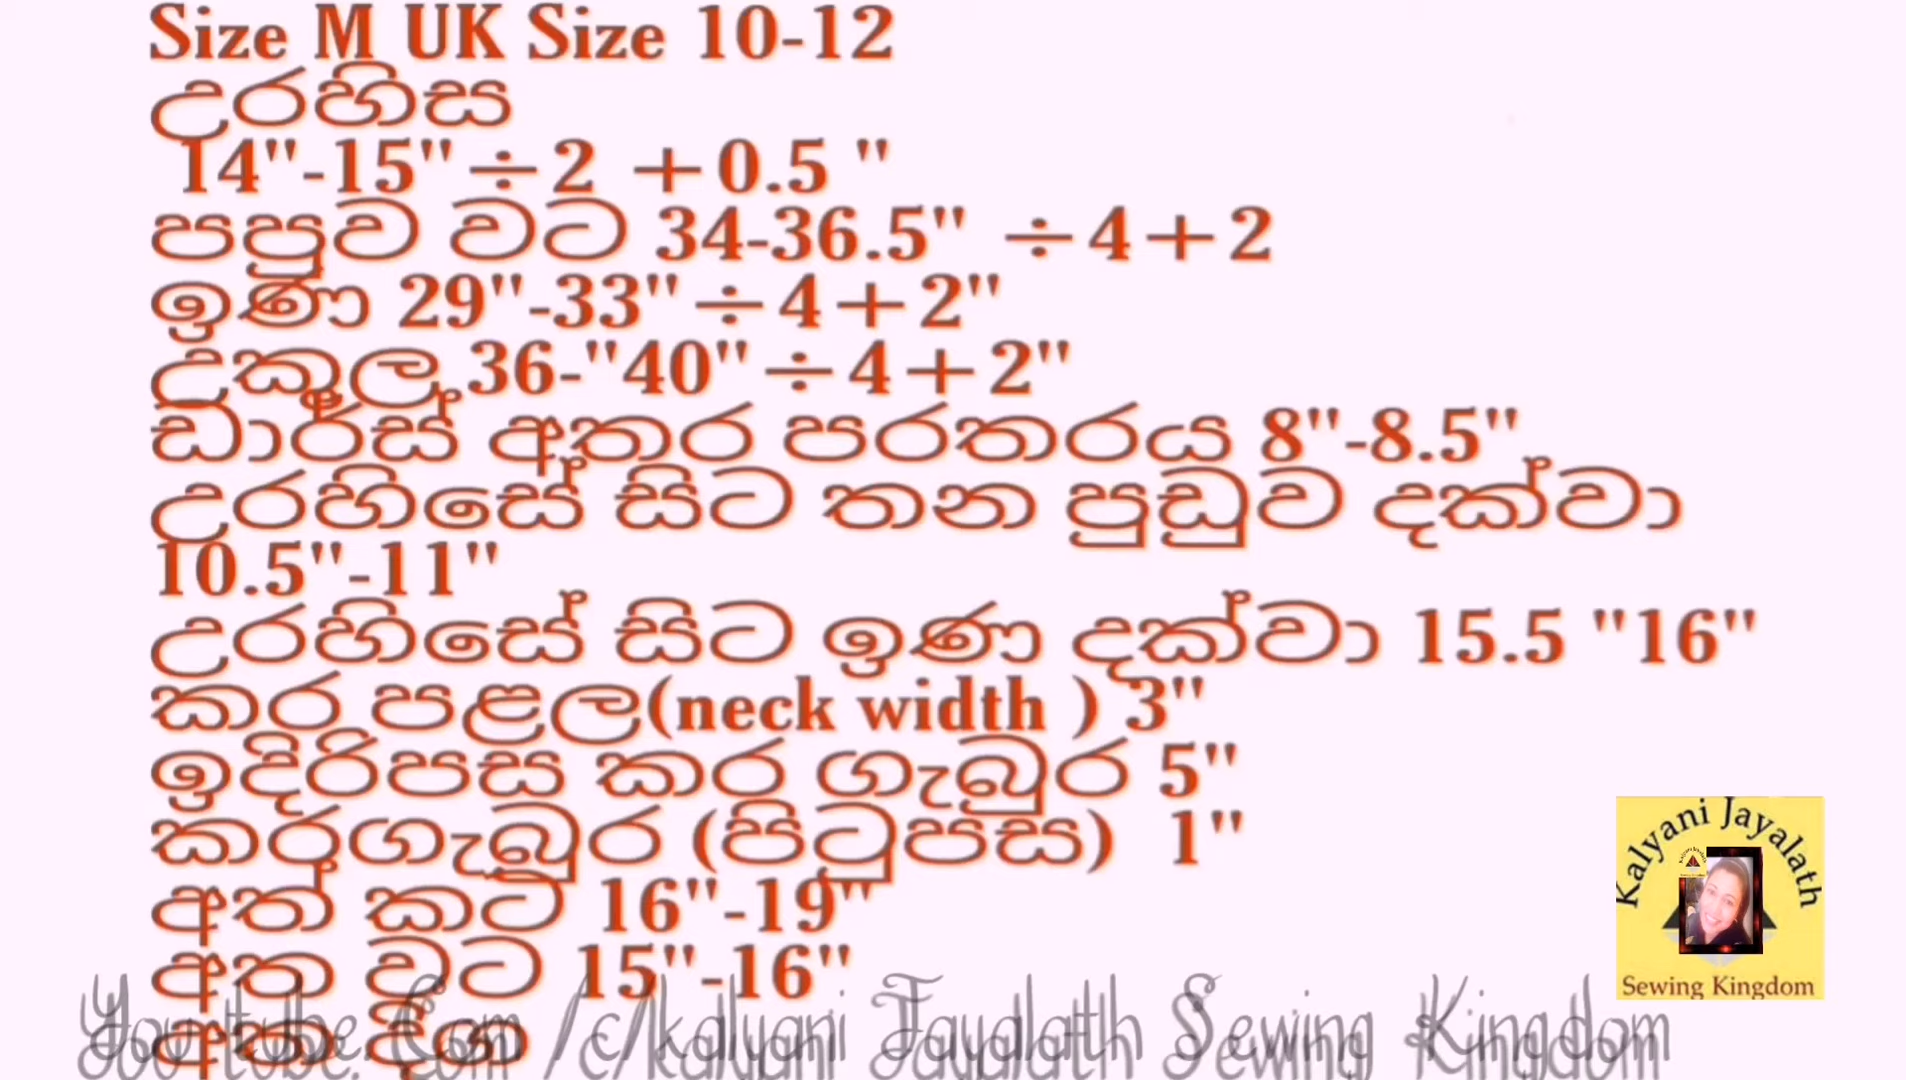 Size M UK Size 10-12
උරහිස
14"-15"÷2 +0.5 "
පපුව වට 34-36.5" ÷4+2
ඉණ 29"-33"÷4+2"
උකුල 36-"40"÷4+2"
ඩාර්ස් අතර පරතරය 8"-8.5"
උරහිසේ සිට තන පුඩුව දක්වා
10.5"-11"
උරහිසේ සිට ඉණ දක්වා 15.5 "16"
කර පළල(neck width ) 3"
ඉදිරිපස කර ගැබුර 5"
කරගැබුර (පිටුපස) 1"
අත් කට 16"-19"
අත වට 15"-16"
අත දිග
You tube. Com /c/kalyani Jayalath Sewing Kingdom
Kalyani Jayalath
Sewing Kingdom